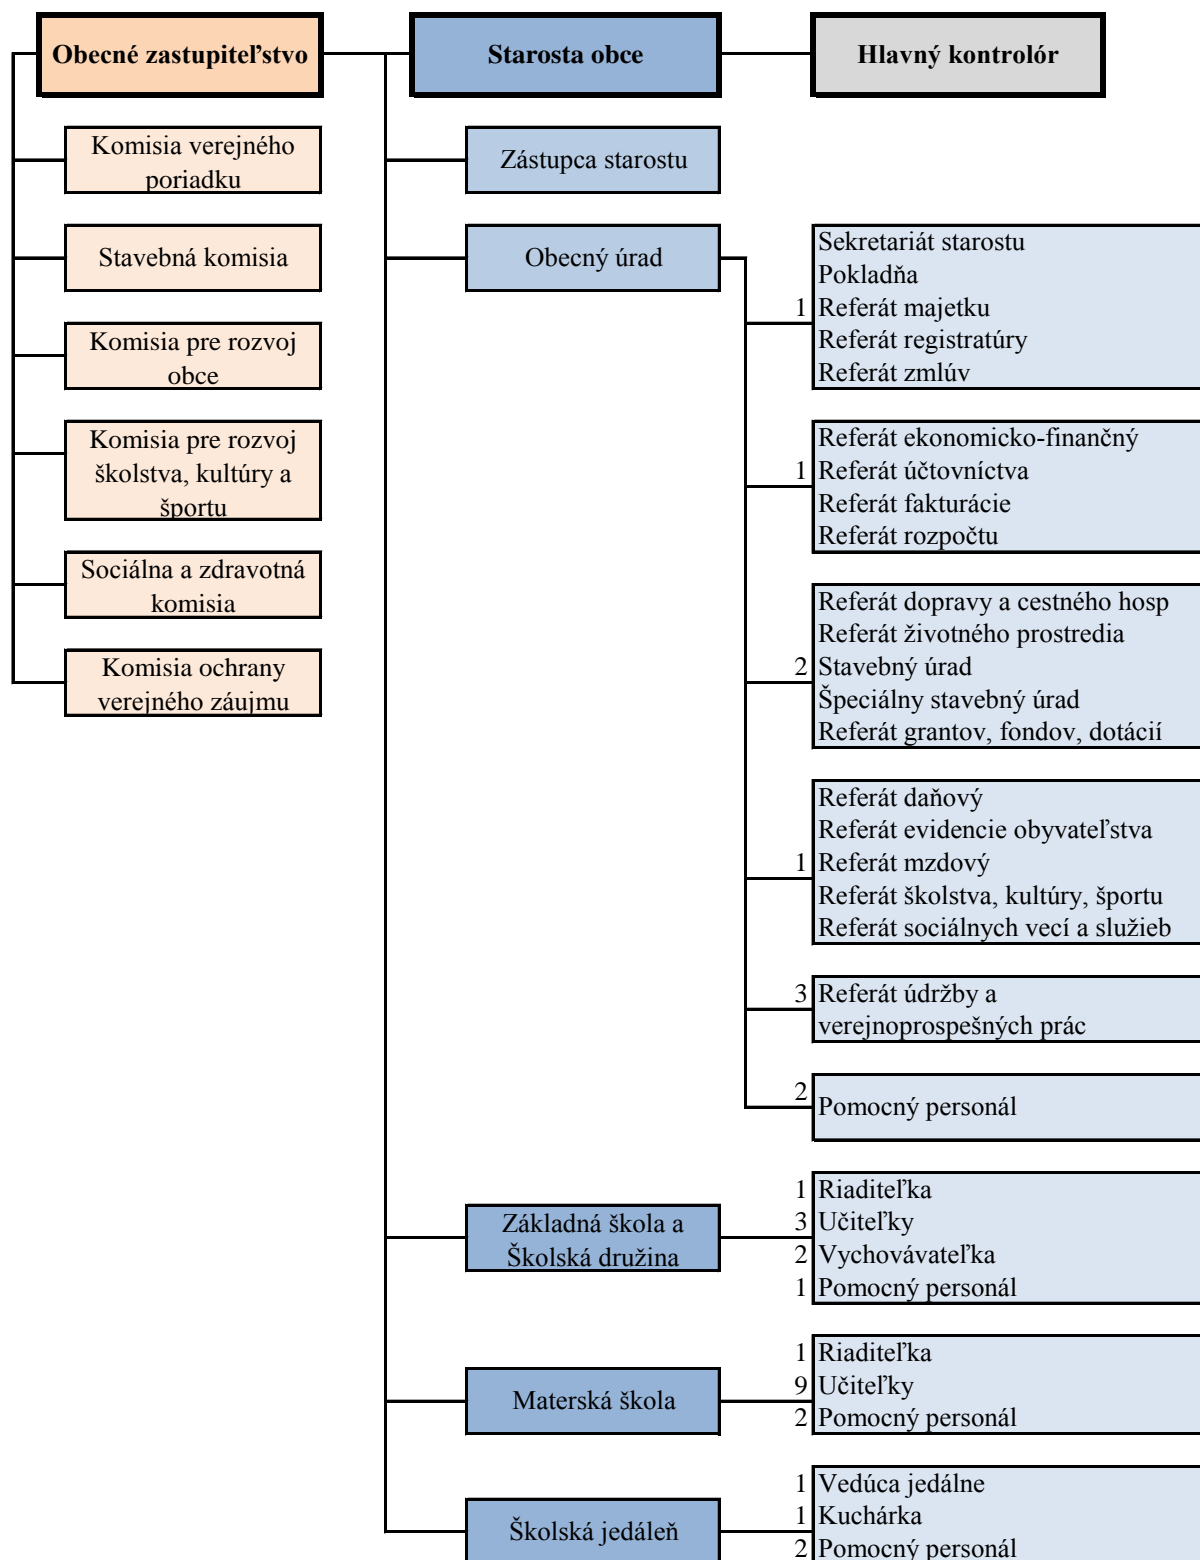 Obecné zastupiteľstvo
Starosta obce
Hlavný kontrolór
Komisia verejného
poriadku
Stavebná komisia
Komisia pre rozvoj
obce
Komisia pre rozvoj
školstva, kultúry a
športu
Sociálna a zdravotná
komisia
Komisia ochrany
verejného záujmu
Zástupca starostu
Obecný úrad
Sekretariát starostu
Pokladňa
1 Referát majetku
Referát registratúry
Referát zmlúv
Referát ekonomicko-finančný
1 Referát účtovníctva
Referát fakturácie
Referát rozpočtu
Referát dopravy a cestného hosp
Referát životného prostredia
2 Stavebný úrad
Špeciálny stavebný úrad
Referát grantov, fondov, dotácií
Referát daňový
Referát evidencie obyvateľstva
1 Referát mzdový
Referát školstva, kultúry, športu
Referát sociálnych vecí a služieb
3 Referát údržby a
verejnoprospešných prác
2 Pomocný personál
Základná škola a
Školská družina
1 Riaditeľka
3 Učiteľky
2 Vychovávateľka
1 Pomocný personál
Materská škola
1 Riaditeľka
9 Učiteľky
2 Pomocný personál
Školská jedáleň
1 Vedúca jedálne
1 Kuchárka
2 Pomocný personál